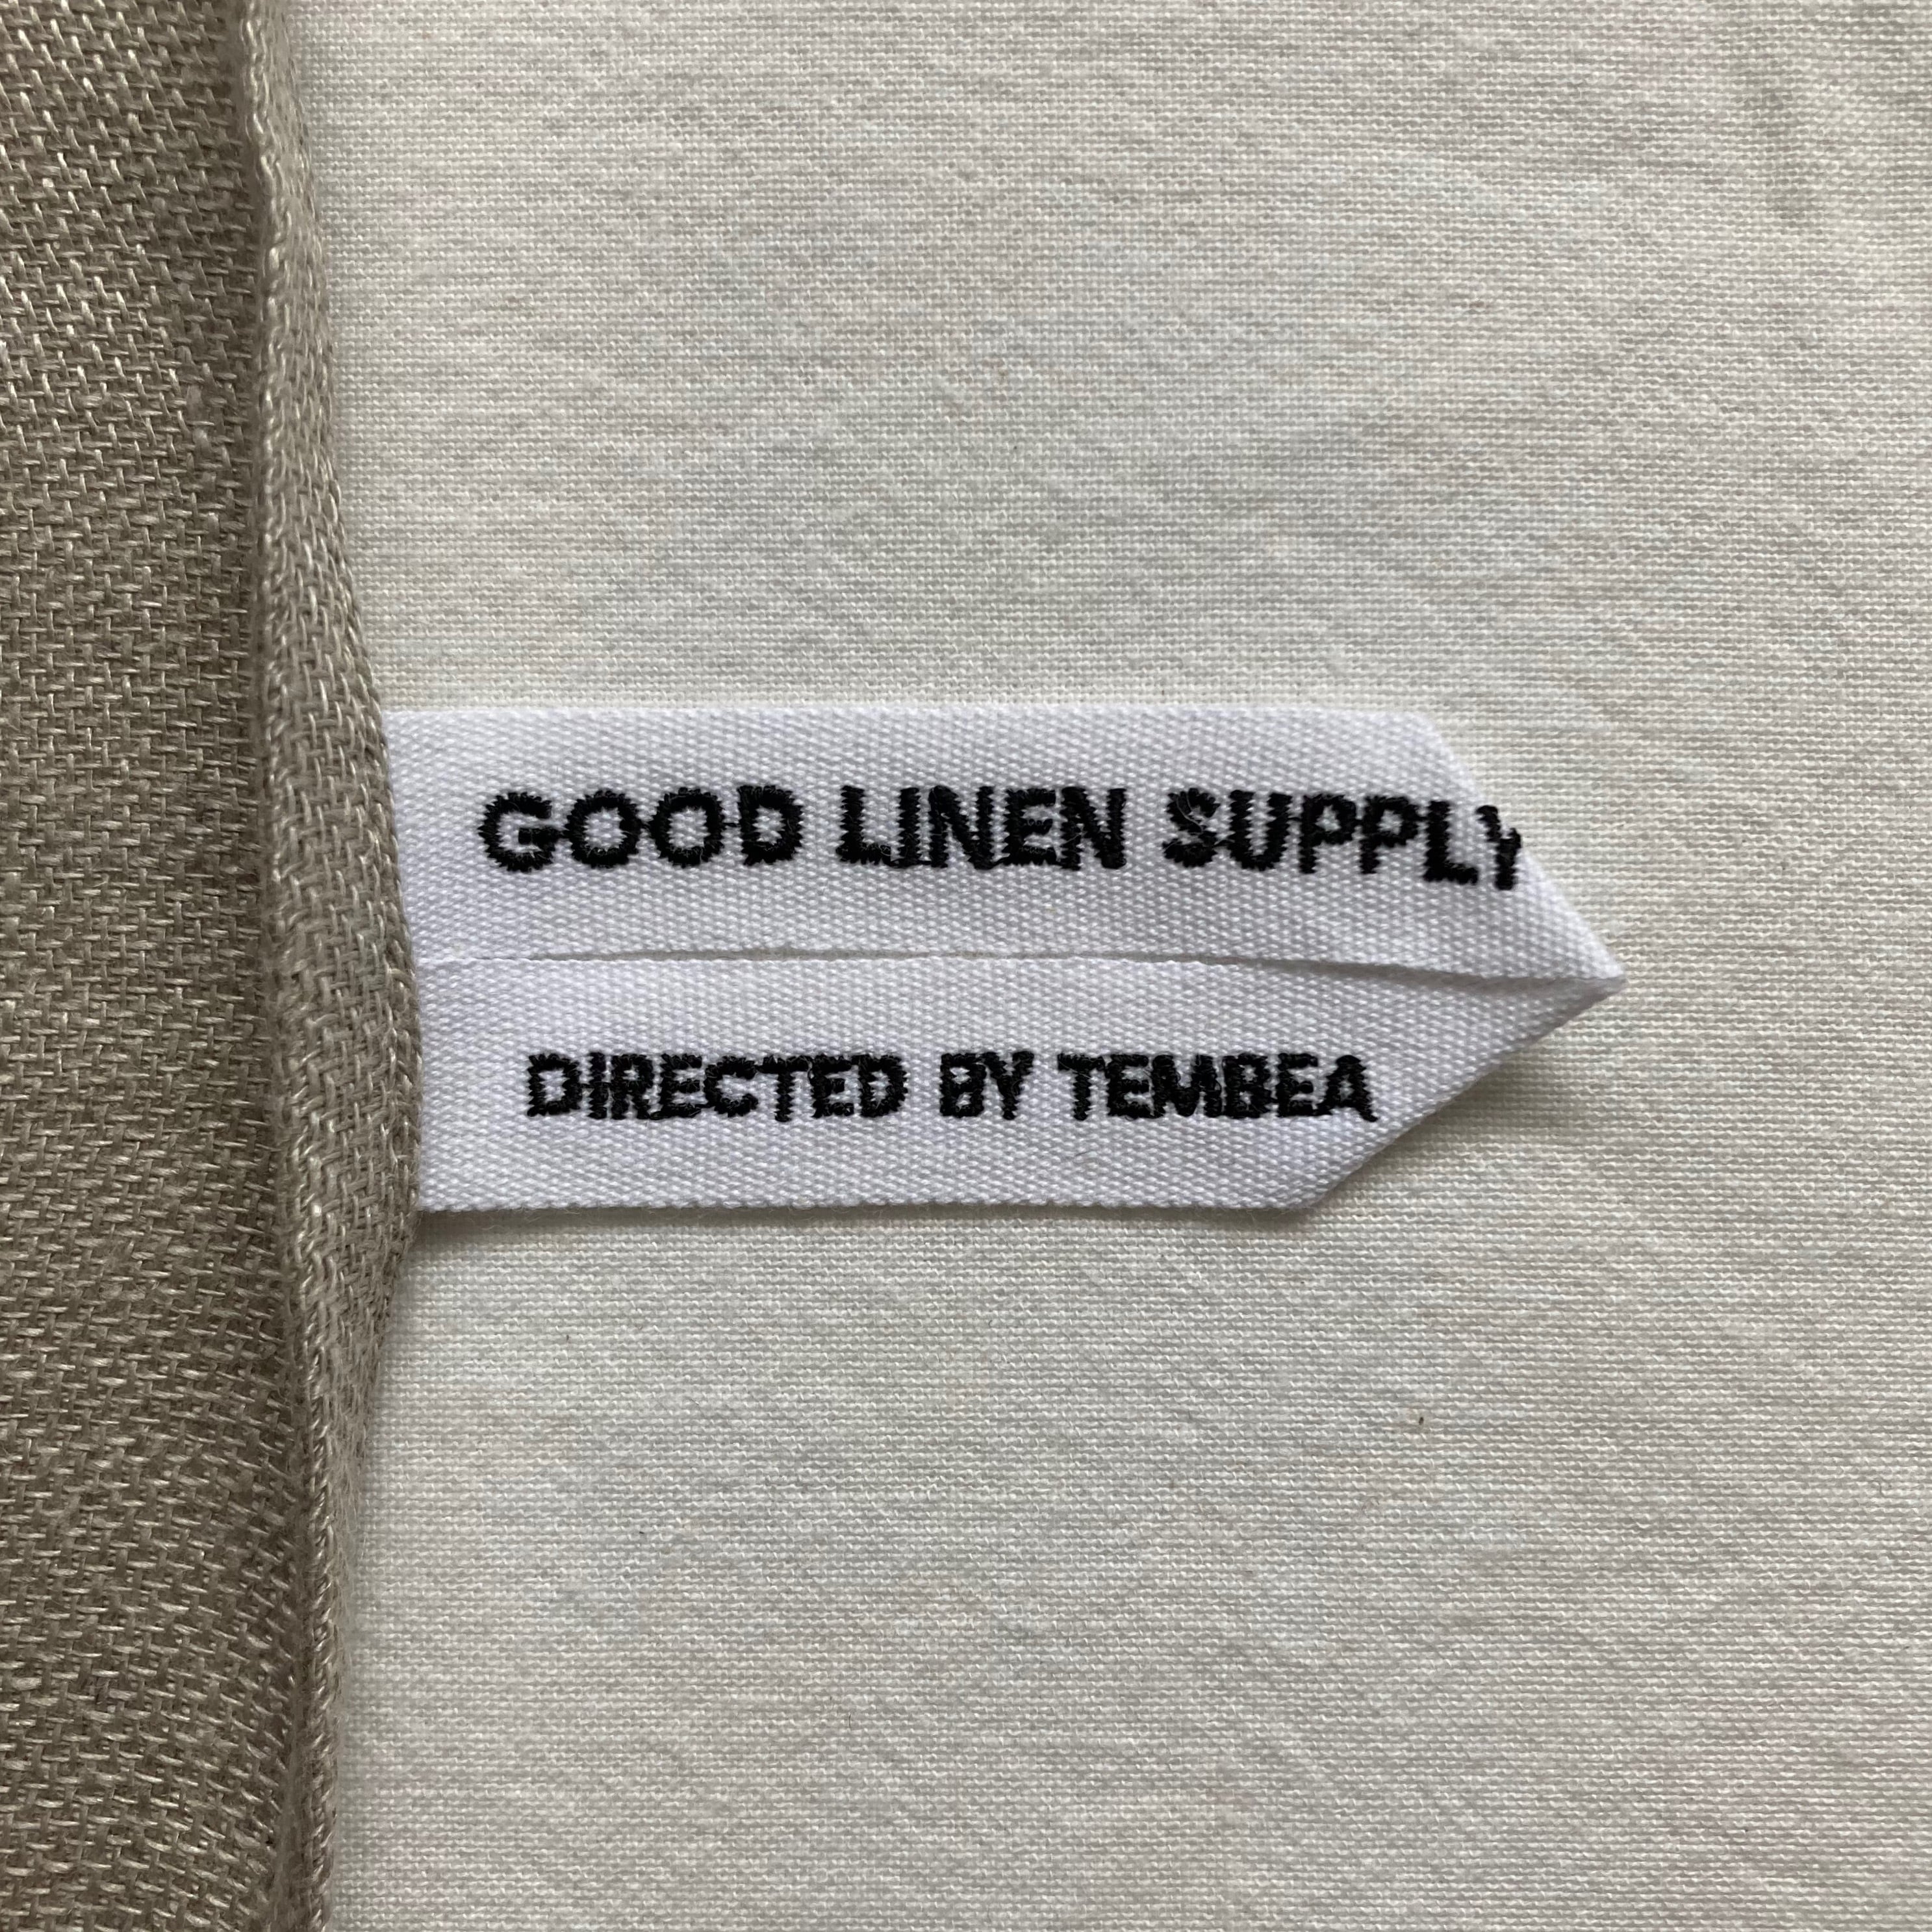 GOOD LINEN SUPPLY
DIRECTED BY TEMBEA